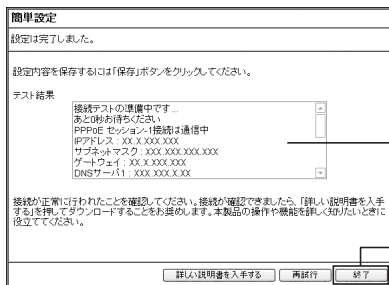 簡単設定
設定は完了しました。
設定内容を保存するには「保存」ボタンをクリックしてください。
テスト結果
接続テストの準備中です...
あと0秒お待ちください
PPPoE セッション-1接続は通信中
IPアドレス : XX.X.XXX.XXX
サブネットマスク : XXX.XXX.XXX.XXX
ゲートウェイ : XX.X.XXX.XXX
DNSサーバ1 : XXX.XXX.X.XX
接続が正常に行われたことを確認してください。接続が確認できましたら、「詳しい説明書を入手
する」を押してダウンロードすることをお奨めします。本製品の操作や機能を詳しく知りたいときに
役立ててください。
詳しい説明書を入手する 再試行 終了